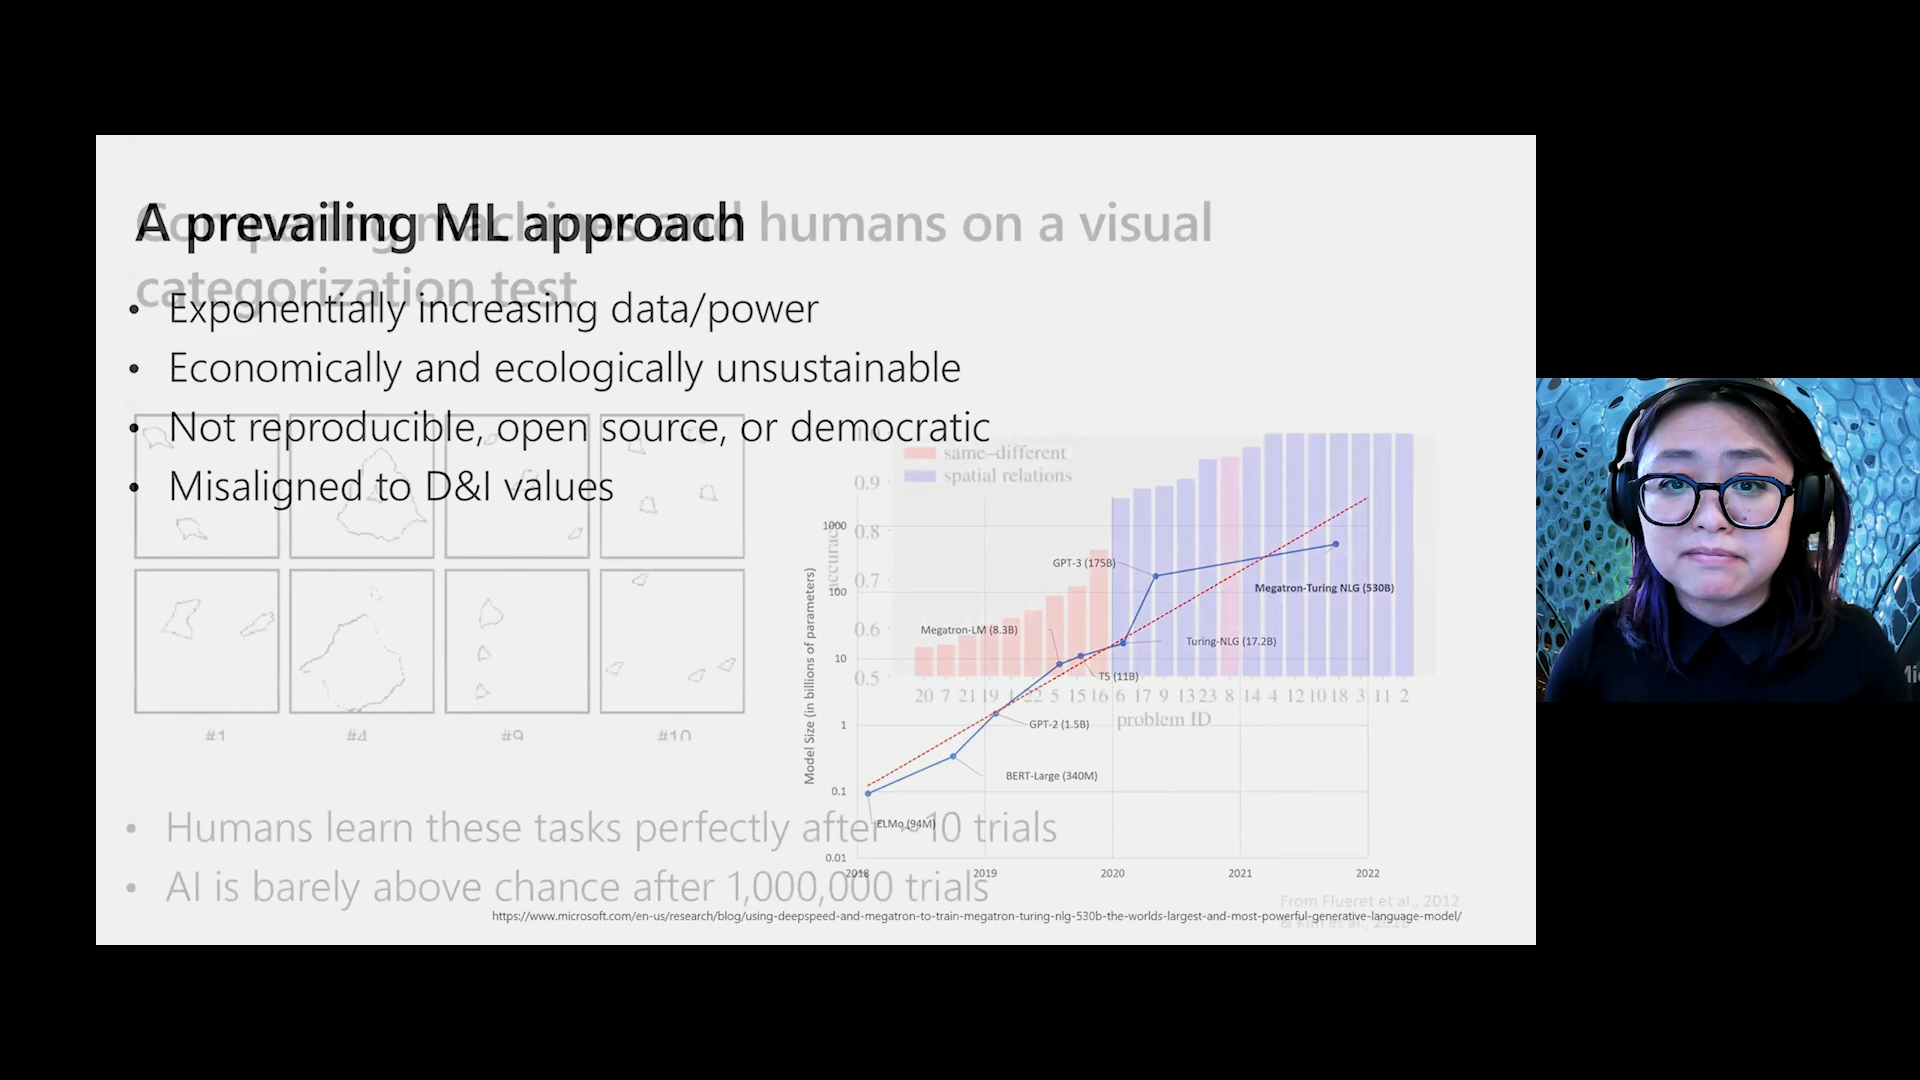 A prevailing ML approach
Comparing machines and humans on a visual
categorization test
• Exponentially increasing data/power
• Economically and ecologically unsustainable
• Not reproducible, open source, or democratic
• Misaligned to D&I values
same–different
spatial relations
0.9
0.8
0.7
0.6
0.5
accuracy
20 7 21 19 1 22 5 15 16 6 17 9 13 23 8 14 4 12 10 18 3 11 2
problem ID
Model Size (in billions of parameters)
1000
100
10
1
0.1
0.01
GPT-3 (175B)
Megatron-Turing NLG (530B)
Megatron-LM (8.3B)
Turing-NLG (17.2B)
T5 (11B)
GPT-2 (1.5B)
BERT-Large (340M)
ELMo (94M)
2018 2019 2020 2021 2022
#1 #4 #9 #10
• Humans learn these tasks perfectly after ~10 trials
• AI is barely above chance after 1,000,000 trials
From Flueret et al., 2012
https://www.microsoft.com/en-us/research/blog/using-deepspeed-and-megatron-to-train-megatron-turing-nlg-530b-the-worlds-largest-and-most-powerful-generative-language-model/